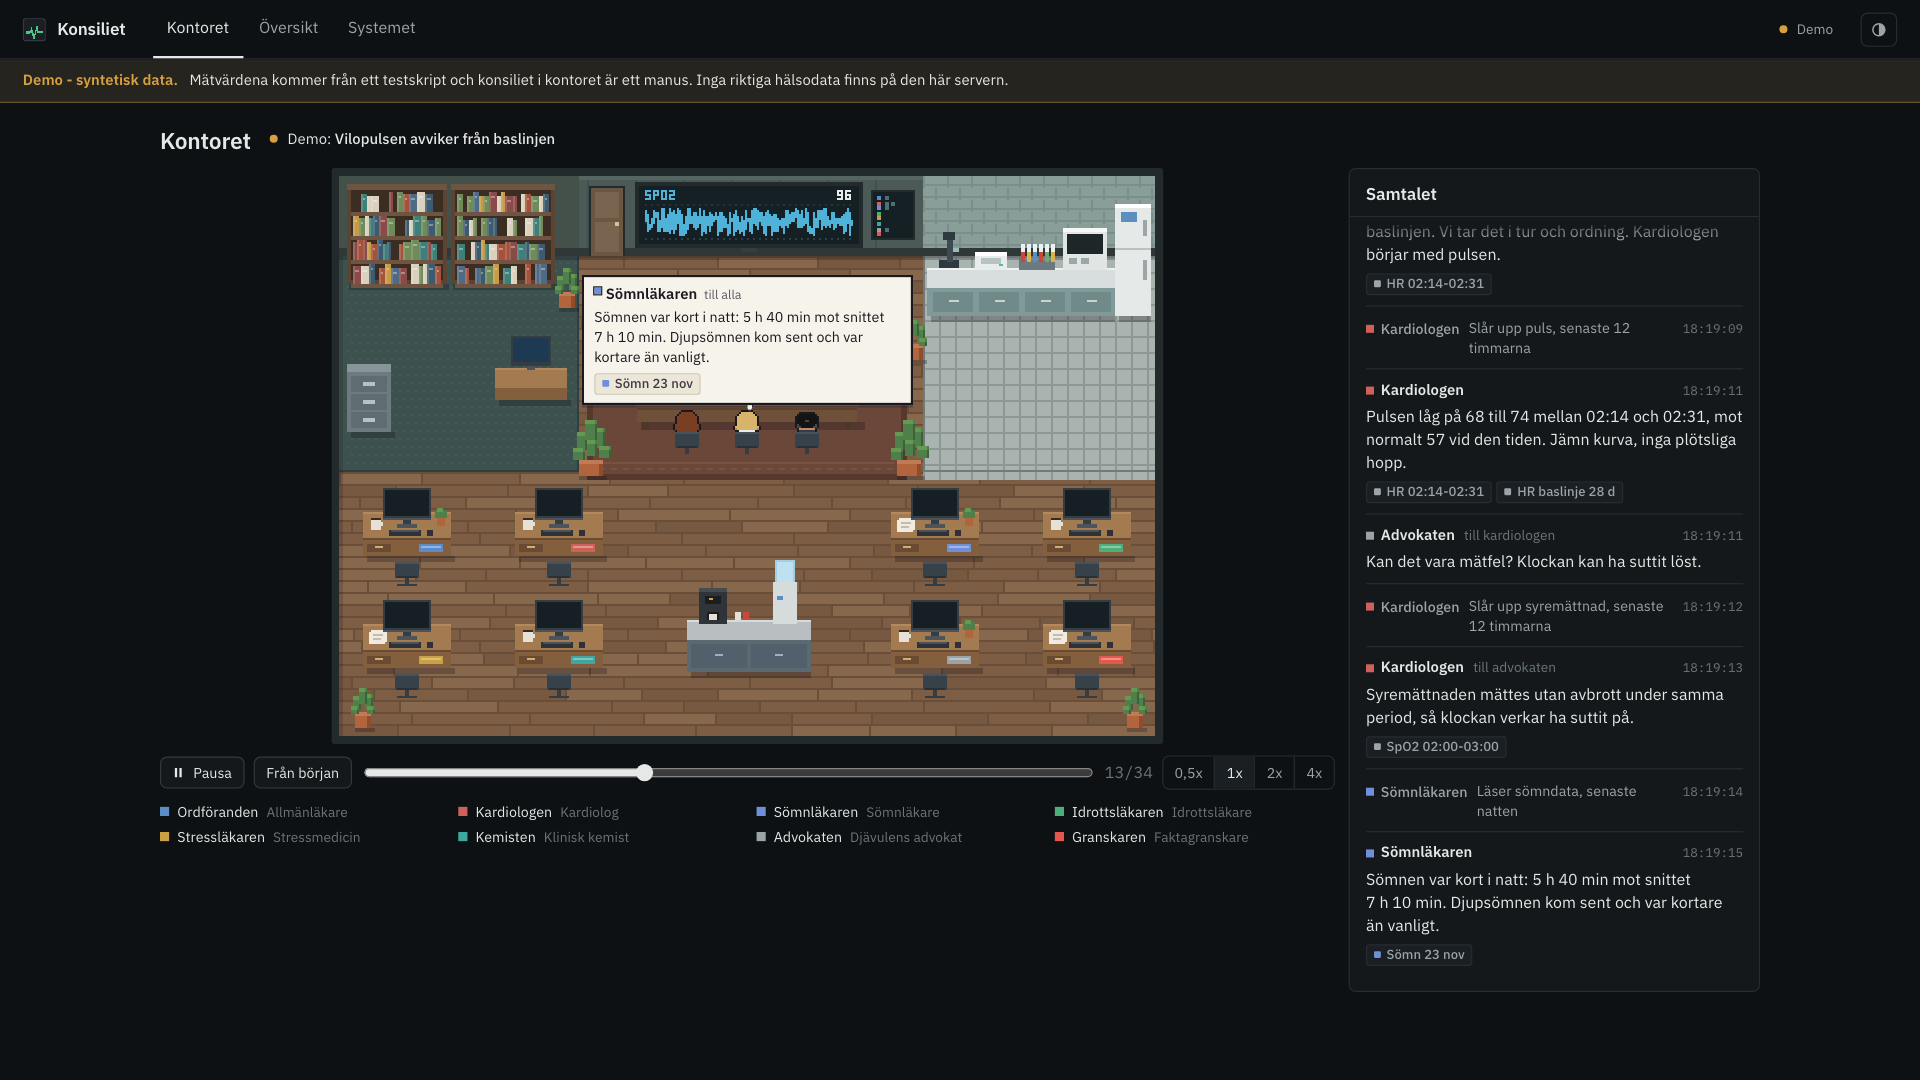 Konsiliet
Kontoret
Översikt
Systemet
Demo
Demo - syntetisk data. Mätvärdena kommer från ett testskript och konsiliet i kontoret är ett manus. Inga riktiga hälsodata finns på den här servern.
Kontoret
Demo: Vilopulsen avviker från baslinjen
SPO2
96
Sömnläkaren till alla
Sömnen var kort i natt: 5 h 40 min mot snittet
7 h 10 min. Djupsömnen kom sent och var
kortare än vanligt.
Sömn 23 nov
Pausa
Från början
13/34
0,5x
1x
2x
4x
Ordföranden Allmänläkare
Kardiologen Kardiolog
Sömnläkaren Sömnläkare
Idrottsläkaren Idrottsläkare
Stressläkaren Stressmedicin
Kemisten Klinisk kemist
Advokaten Djävulens advokat
Granskaren Faktagranskare
Samtalet
baslinjen. Vi tar det i tur och ordning. Kardiologen
börjar med pulsen.
HR 02:14-02:31
Kardiologen Slår upp puls, senaste 12 18:19:09
timmarna
Kardiologen 18:19:11
Pulsen låg på 68 till 74 mellan 02:14 och 02:31, mot
normalt 57 vid den tiden. Jämn kurva, inga plötsliga
hopp.
HR 02:14-02:31 HR baslinje 28 d
Advokaten till kardiologen 18:19:11
Kan det vara mätfel? Klockan kan ha suttit löst.
Kardiologen Slår upp syremättnad, senaste 18:19:12
12 timmarna
Kardiologen till advokaten 18:19:13
Syremättnaden mättes utan avbrott under samma
period, så klockan verkar ha suttit på.
SpO2 02:00-03:00
Sömnläkaren Läser sömndata, senaste 18:19:14
natten
Sömnläkaren 18:19:15
Sömnen var kort i natt: 5 h 40 min mot snittet
7 h 10 min. Djupsömnen kom sent och var kortare
än vanligt.
Sömn 23 nov